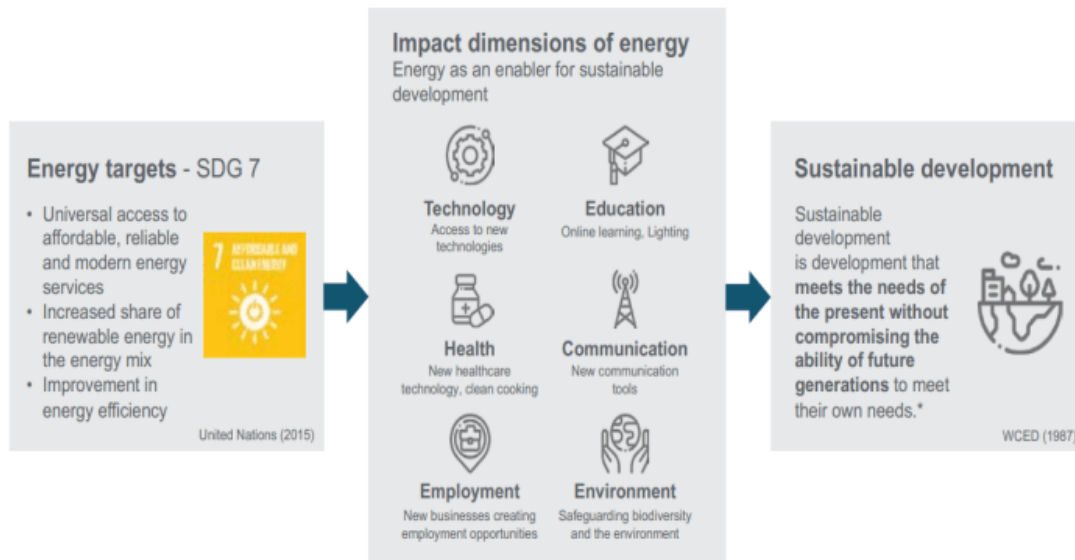 Energy targets - SDG 7
• Universal access to
affordable, reliable
and modern energy
services
• Increased share of
renewable energy in
the energy mix
• Improvement in
energy efficiency
7 AFFORDABLE AND
CLEAN ENERGY
United Nations (2015)
Impact dimensions of energy
Energy as an enabler for sustainable
development
Technology
Access to new
technologies
Education
Online learning, Lighting
Health
New healthcare
technology, clean cooking
Communication
New communication
tools
Employment
New businesses creating
employment opportunities
Environment
Safeguarding biodiversity
and the environment
Sustainable development
Sustainable
development
is development that
meets the needs of
the present without
compromising the
ability of future
generations to meet
their own needs.*
WCED (1987)